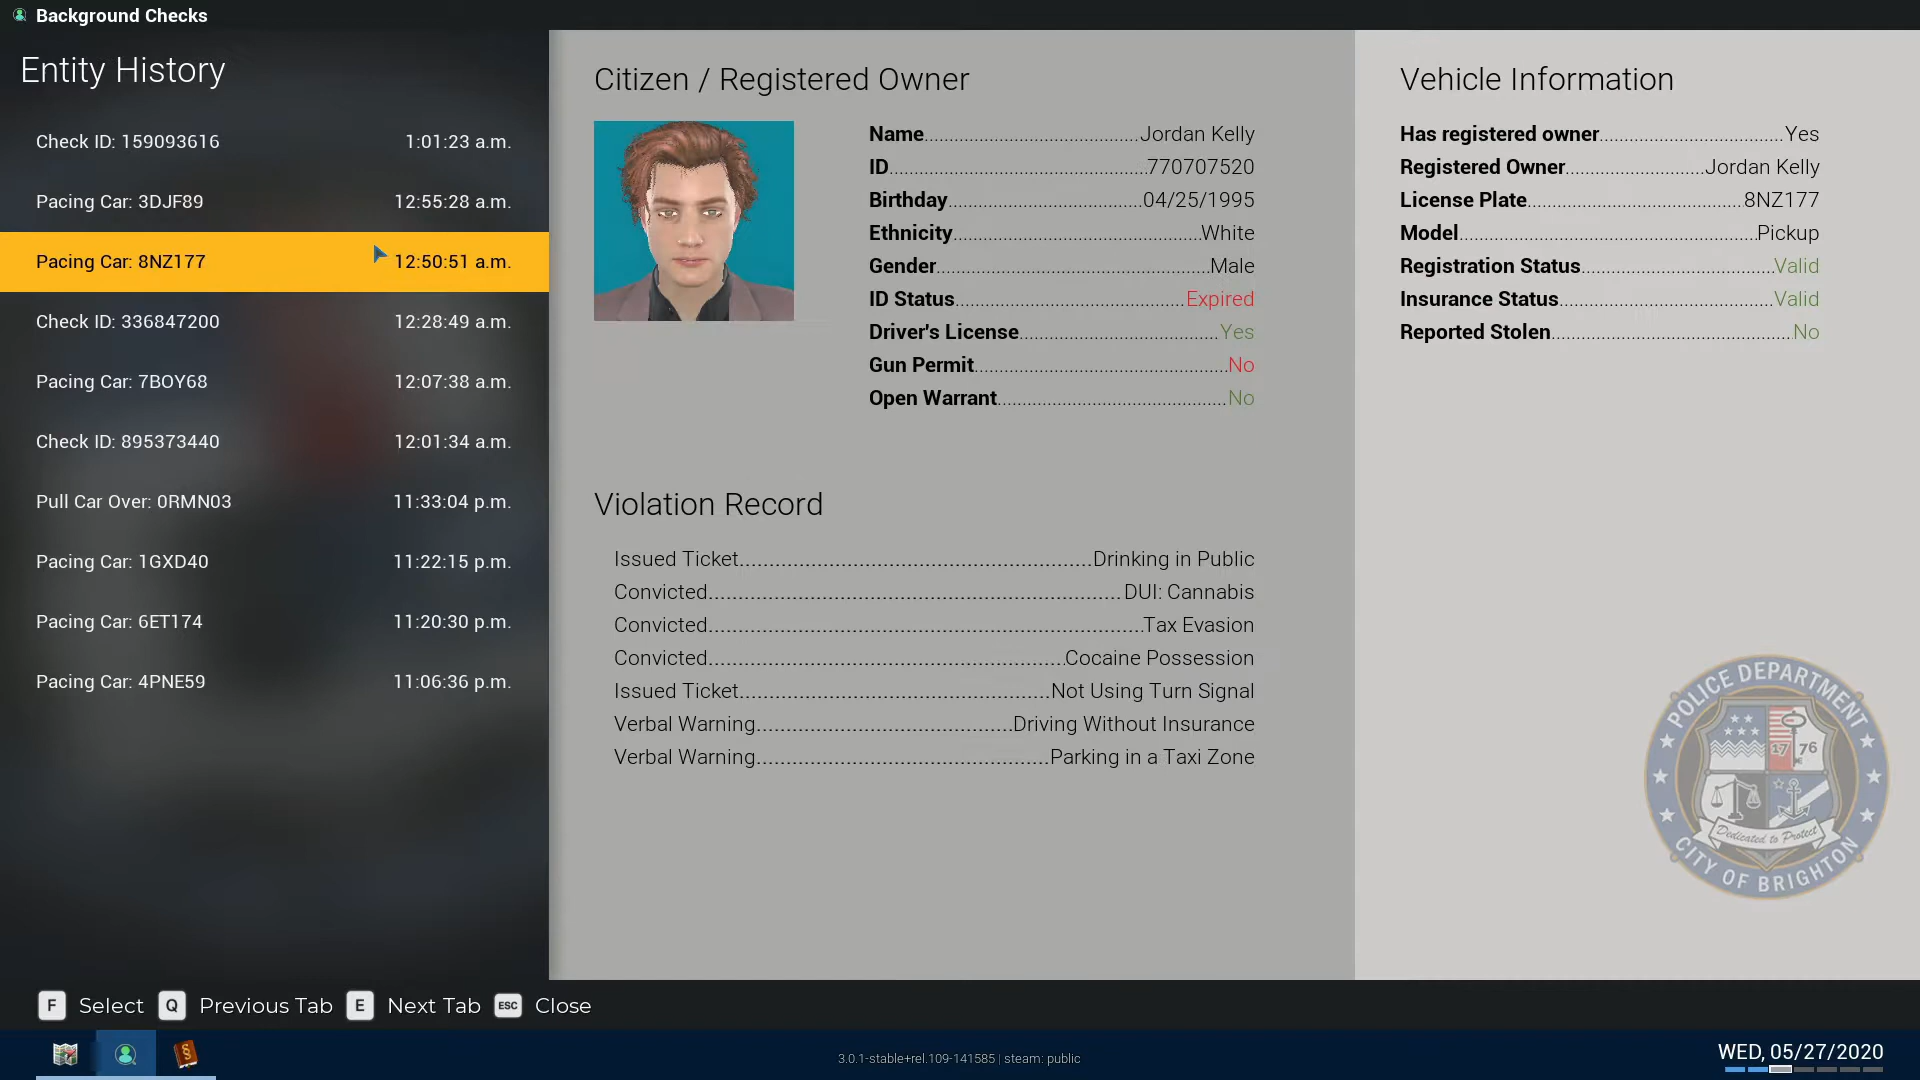 Background Checks
Entity History
Check ID: 159093616 1:01:23 a.m.
Pacing Car: 3DJF89 12:55:28 a.m.
Pacing Car: 8NZ177 12:50:51 a.m.
Check ID: 336847200 12:28:49 a.m.
Pacing Car: 7BOY68 12:07:38 a.m.
Check ID: 895373440 12:01:34 a.m.
Pull Car Over: 0RMN03 11:33:04 p.m.
Pacing Car: 1GXD40 11:22:15 p.m.
Pacing Car: 6ET174 11:20:30 p.m.
Pacing Car: 4PNE59 11:06:36 p.m.
Citizen / Registered Owner
Name Jordan Kelly
ID 770707520
Birthday 04/25/1995
Ethnicity White
Gender Male
ID Status Expired
Driver's License Yes
Gun Permit No
Open Warrant No
Violation Record
Issued Ticket Drinking in Public
Convicted DUI: Cannabis
Convicted Tax Evasion
Convicted Cocaine Possession
Issued Ticket Not Using Turn Signal
Verbal Warning Driving Without Insurance
Verbal Warning Parking in a Taxi Zone
Vehicle Information
Has registered owner Yes
Registered Owner Jordan Kelly
License Plate 8NZ177
Model Pickup
Registration Status Valid
Insurance Status Valid
Reported Stolen No
POLICE DEPARTMENT
17 76
Dedicated to Protect
CITY OF BRIGHTON
F Select Q Previous Tab E Next Tab ESC Close
§
3.0.1-stable+rel.109-141585 | steam: public
WED, 05/27/2020